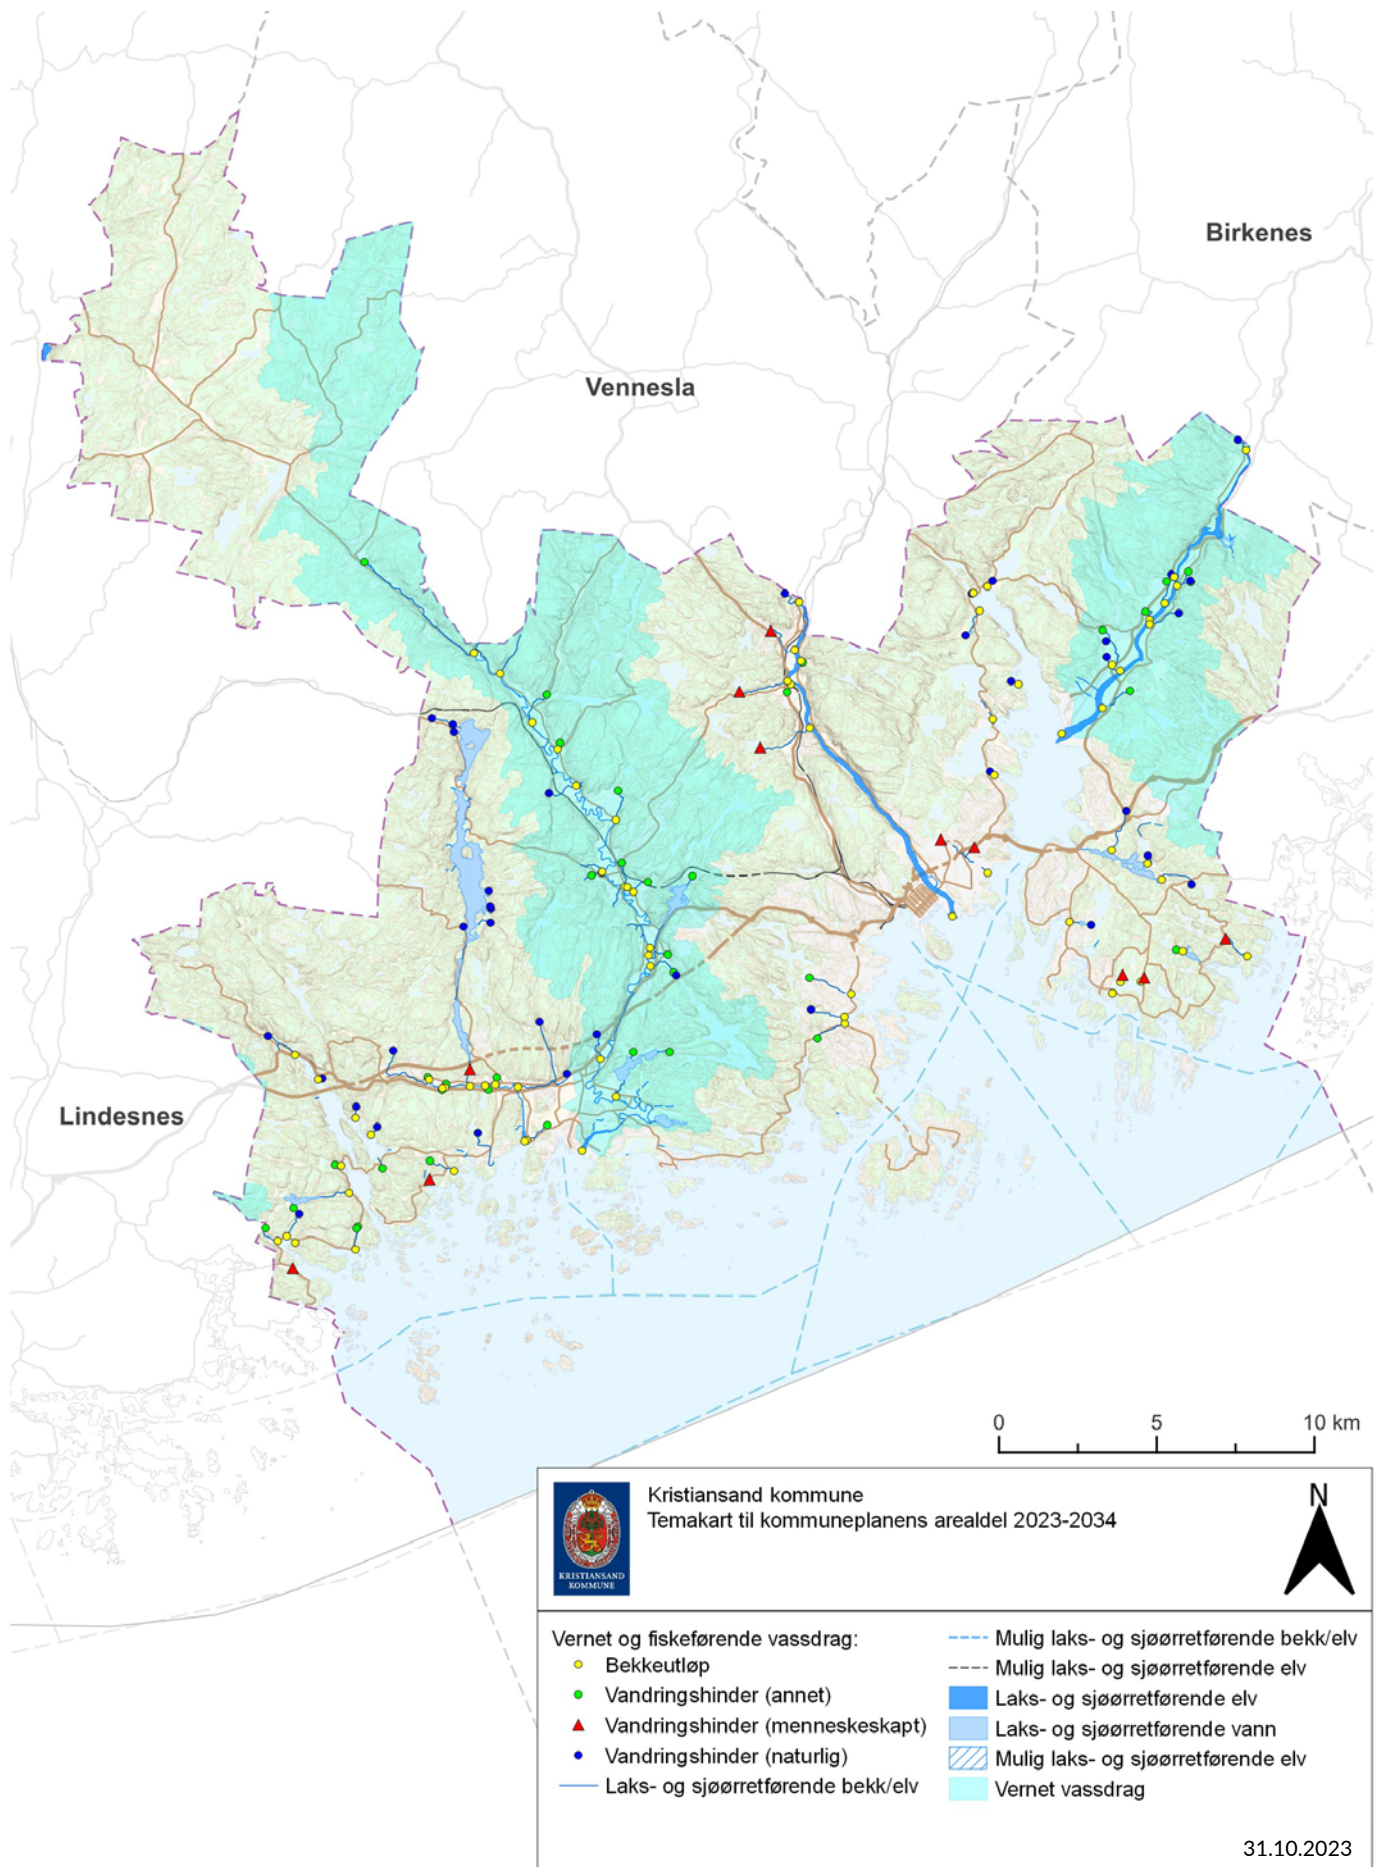 Birkenes
Vennesla
Lindesnes
0 5 10 km
N
Kristiansand kommune
Temakart til kommuneplanens arealdel 2023-2034
KRISTIANSAND
KOMMUNE
Vernet og fiskeførende vassdrag:
Bekkeutløp
Vandringshinder (annet)
Vandringshinder (menneskeskapt)
Vandringshinder (naturlig)
Laks- og sjøørretførende bekk/elv
Mulig laks- og sjøørretførende bekk/elv
Mulig laks- og sjøørretførende elv
Laks- og sjøørretførende elv
Laks- og sjøørretførende vann
Mulig laks- og sjøørretførende elv
Vernet vassdrag
31.10.2023